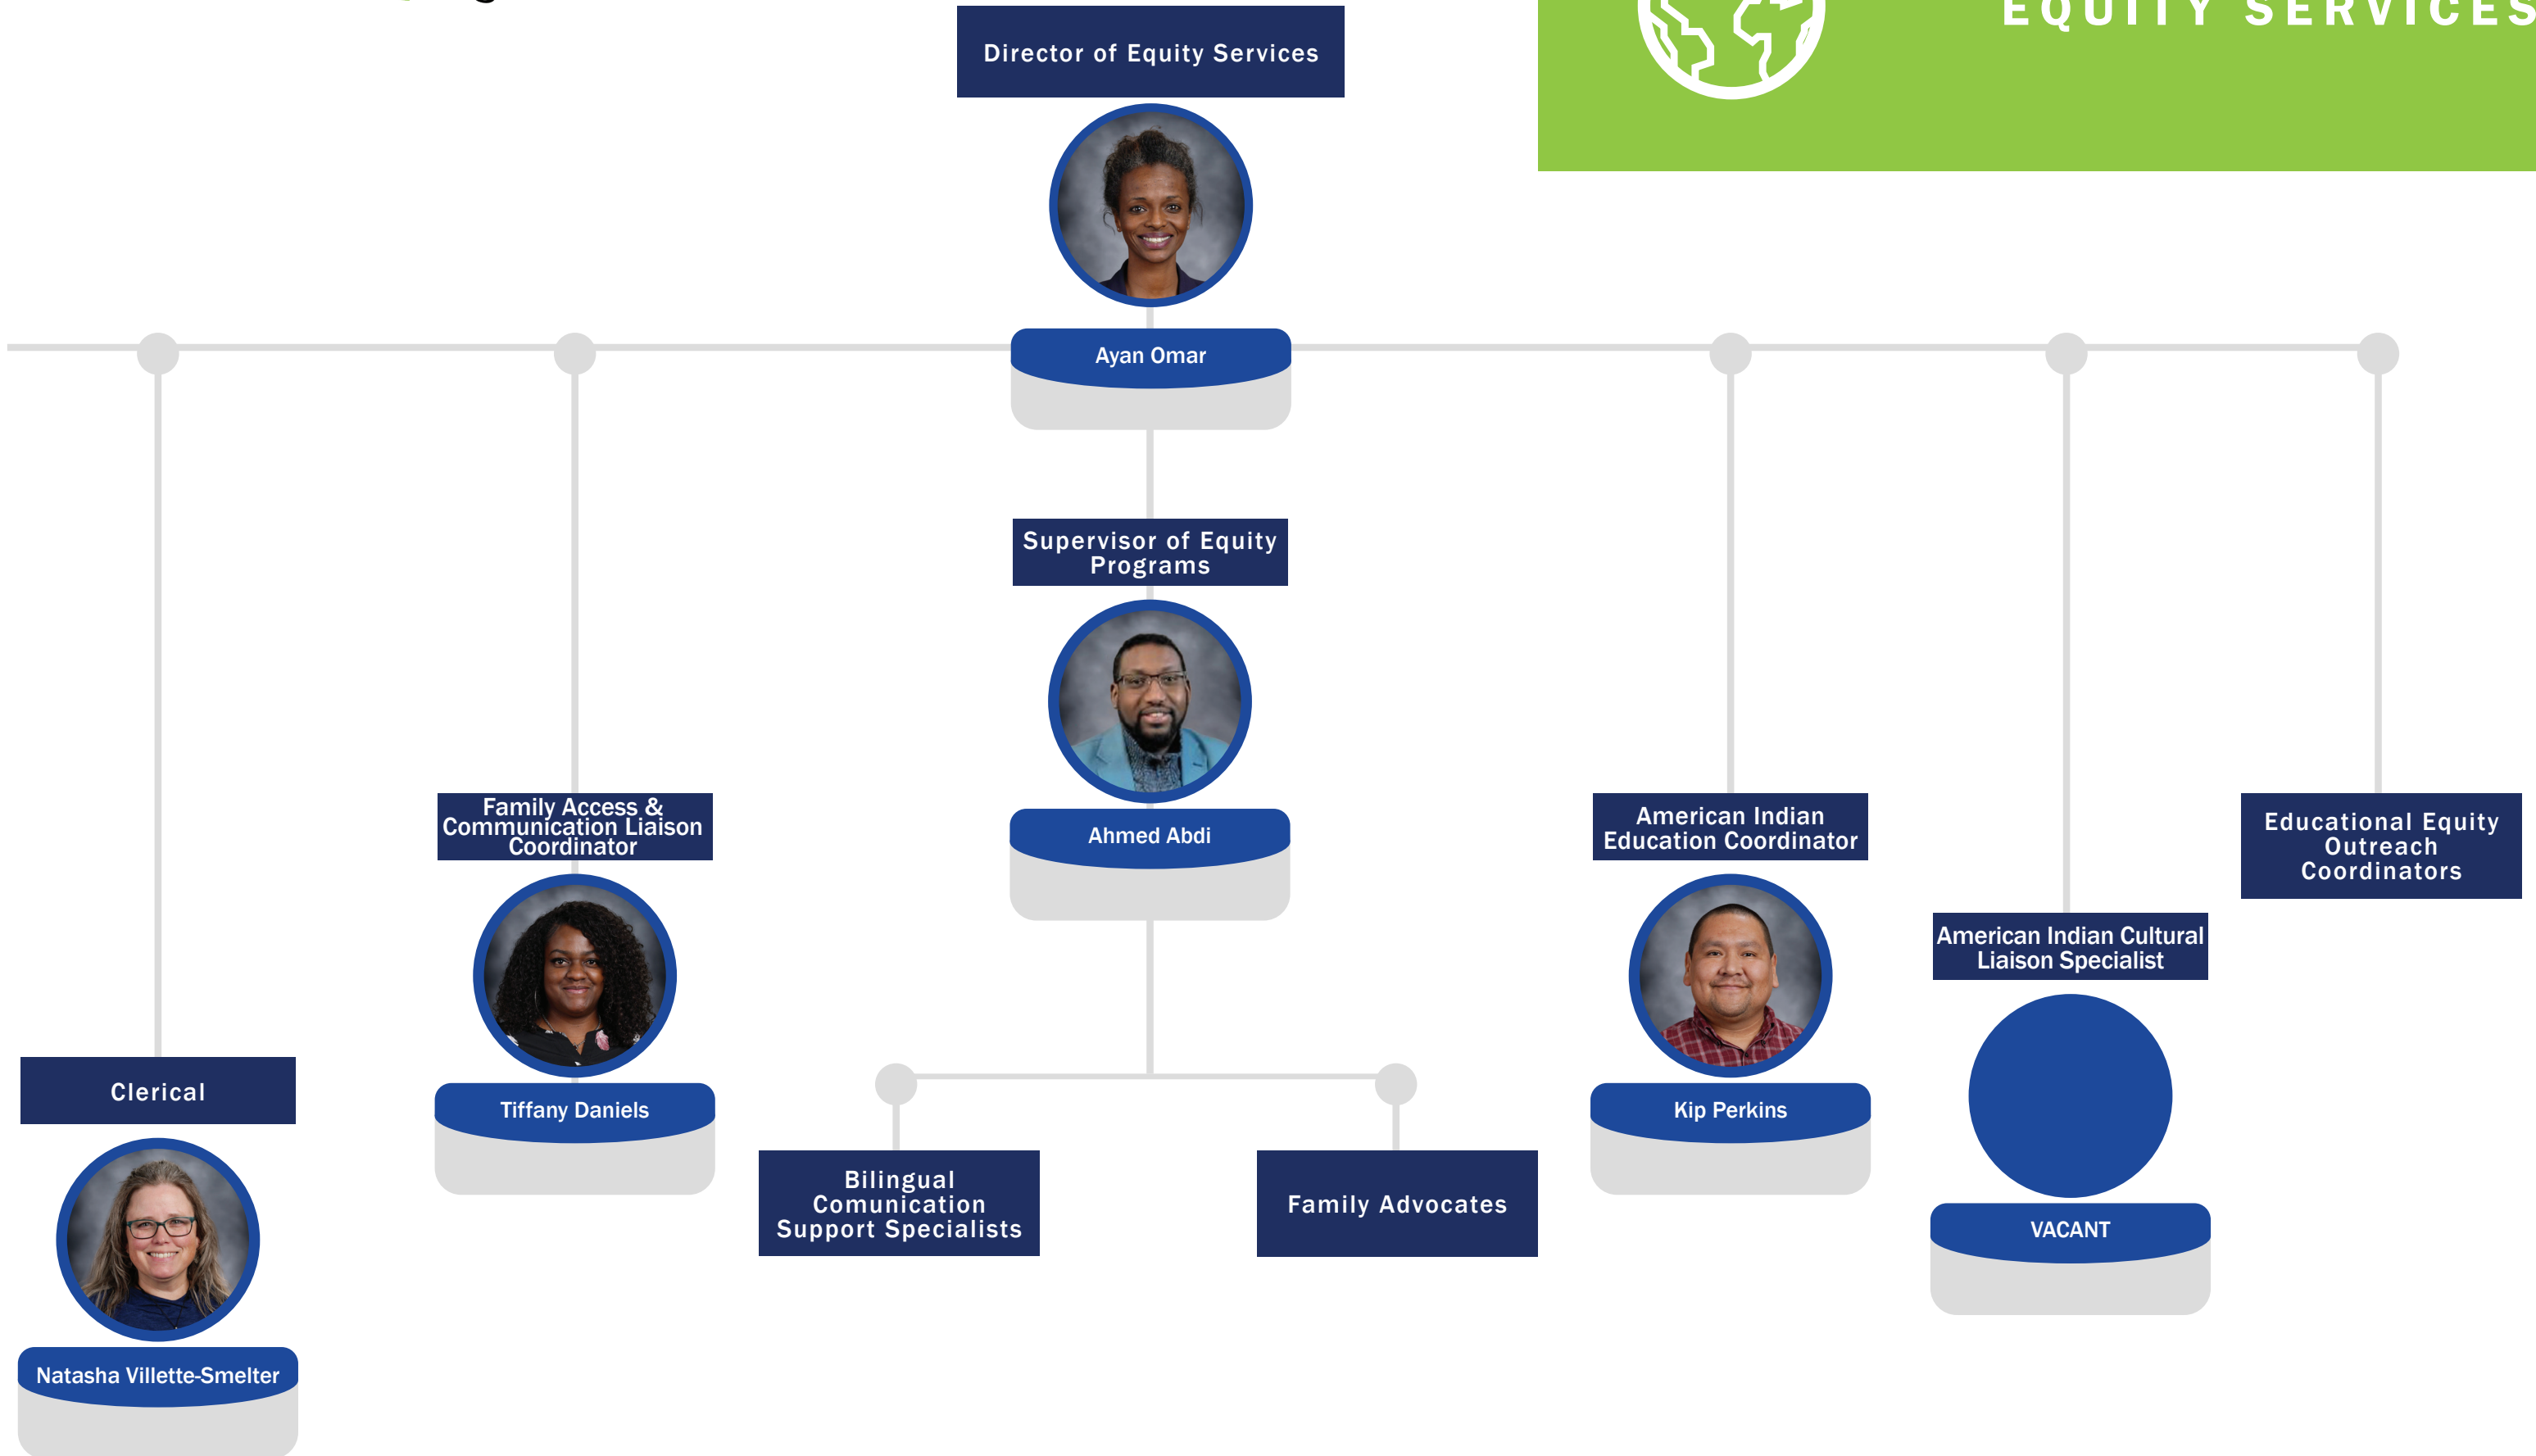 EQUITY SERVICES
Director of Equity Services
Ayan Omar
Supervisor of Equity
Programs
Ahmed Abdi
Family Access &
Communication Liaison
Coordinator
Tiffany Daniels
American Indian
Education Coordinator
Kip Perkins
Educational Equity
Outreach
Coordinators
American Indian Cultural
Liaison Specialist
VACANT
Clerical
Natasha Villette-Smelter
Bilingual
Comunication
Support Specialists
Family Advocates